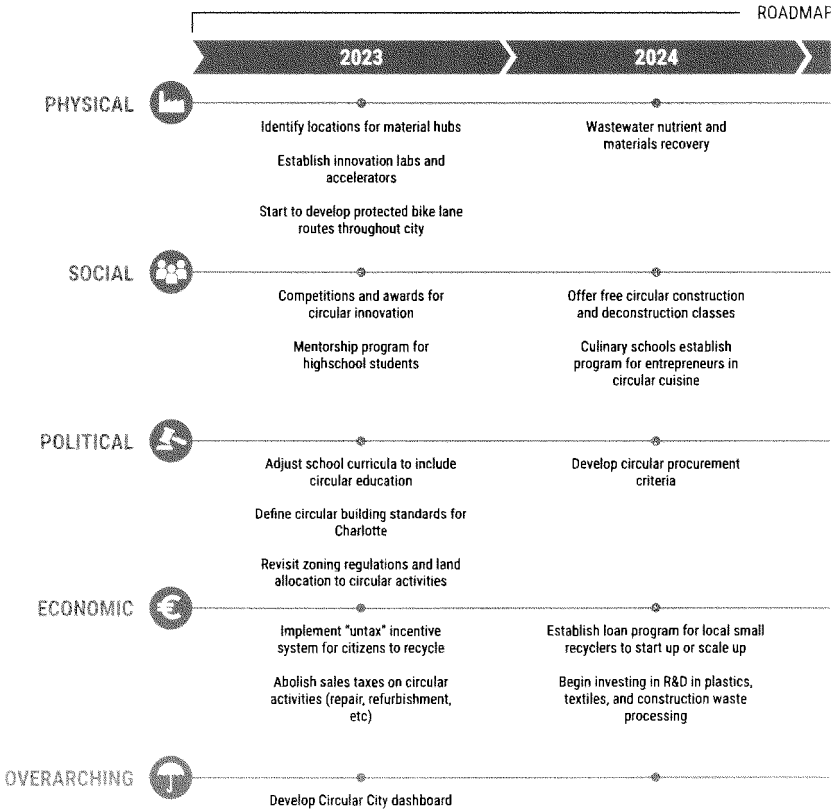 ROADMAP
2023
2024
PHYSICAL
Identify locations for material hubs
Establish innovation labs and
accelerators
Start to develop protected bike lane
routes throughout city
Wastewater nutrient and
materials recovery
SOCIAL
Competitions and awards for
circular innovation
Mentorship program for
highschool students
Offer free circular construction
and deconstruction classes
Culinary schools establish
program for entrepreneurs in
circular cuisine
POLITICAL
Adjust school curricula to include
circular education
Define circular building standards for
Charlotte
Revisit zoning regulations and land
allocation to circular activities
Develop circular procurement
criteria
ECONOMIC
€
Implement "untax" incentive
system for citizens to recycle
Abolish sales taxes on circular
activities (repair, refurbishment,
etc)
Establish loan program for local small
recyclers to start up or scale up
Begin investing in R&D in plastics,
textiles, and construction waste
processing
OVERARCHING
Develop Circular City dashboard